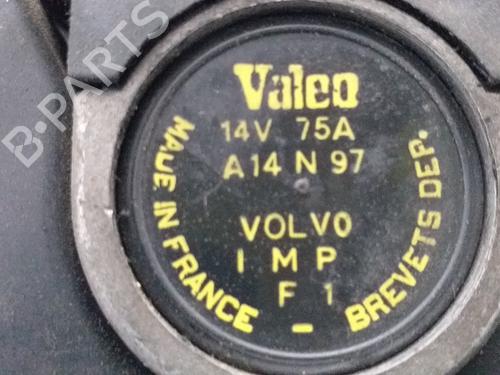 B-PARTS
Valeo
14V 75A
A14 N 97
VOLVO
I M P
F 1
MADE IN FRANCE - BREVETS DEP.